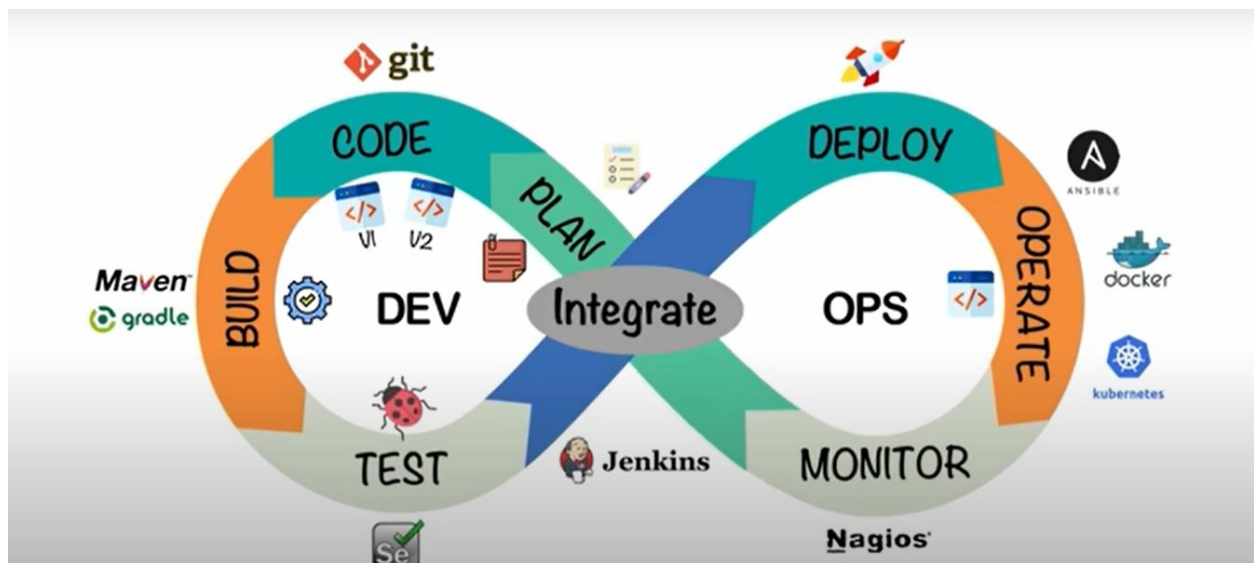 git
CODE
PLAN
V1
V2
DEPLOY
ANSIBLE
OPERATE
docker
kubernetes
Maven
gradle
BUILD
DEV
Integrate
OPS
TEST
Jenkins
MONITOR
Se
Nagios